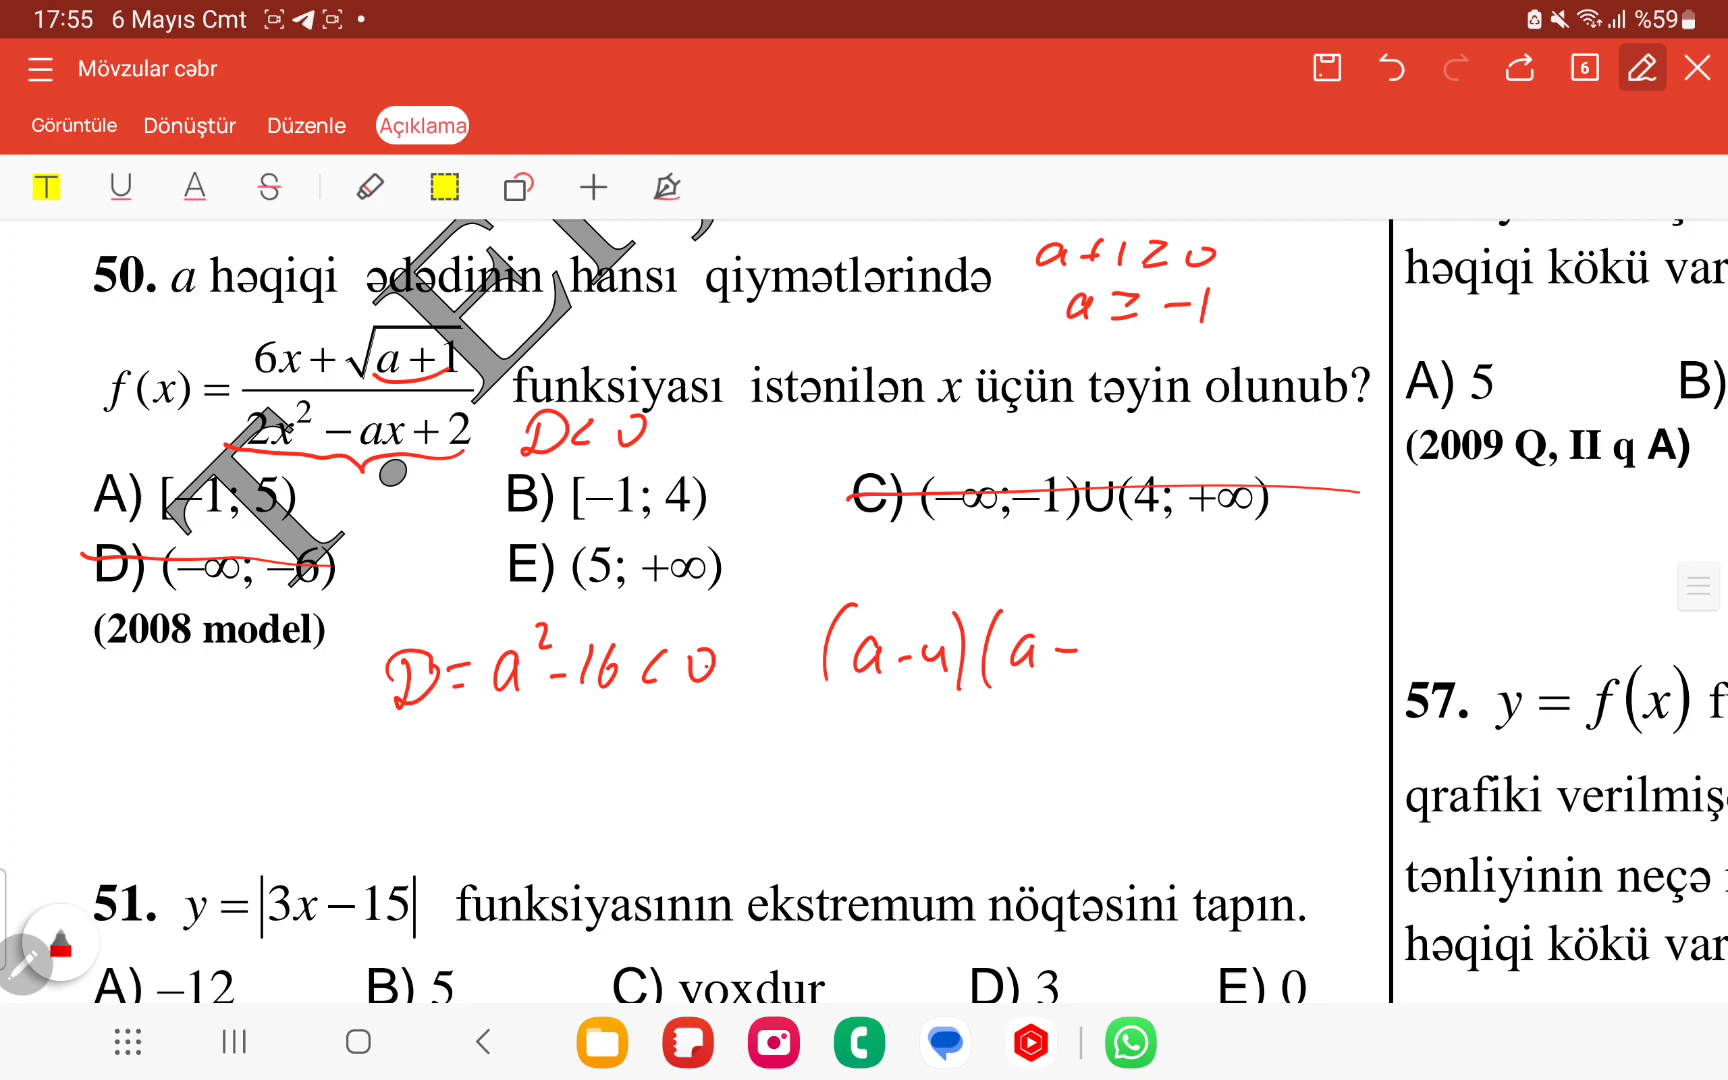 17:55 6 Mayıs Cmt %59
Mövzular cəbr 6
Görüntüle Dönüştür Düzenle Açıklama
50. a həqiqi ədədinin hansı qiymətlərində
a + 1 ≥ 0
a ≥ -1
f(x) = (6x + √(a+1)) / (2x² – ax + 2) funksiyası istənilən x üçün təyin olunub?
D < 0
A) [–1; 5) B) [–1; 4) C) (–∞;–1)∪(4; +∞)
D) (–∞; –6) E) (5; +∞)
(2008 model)
D = a² - 16 < 0 (a - 4)(a -
51. y = |3x – 15| funksiyasının ekstremum nöqtəsini tapın.
A) –12 B) 5 C) yoxdur D) 3 E) 0
həqiqi kökü var
A) 5 B)
(2009 Q, II q A)
57. y = f(x) f
qrafiki verilmiş
tənliyinin neçə
həqiqi kökü var